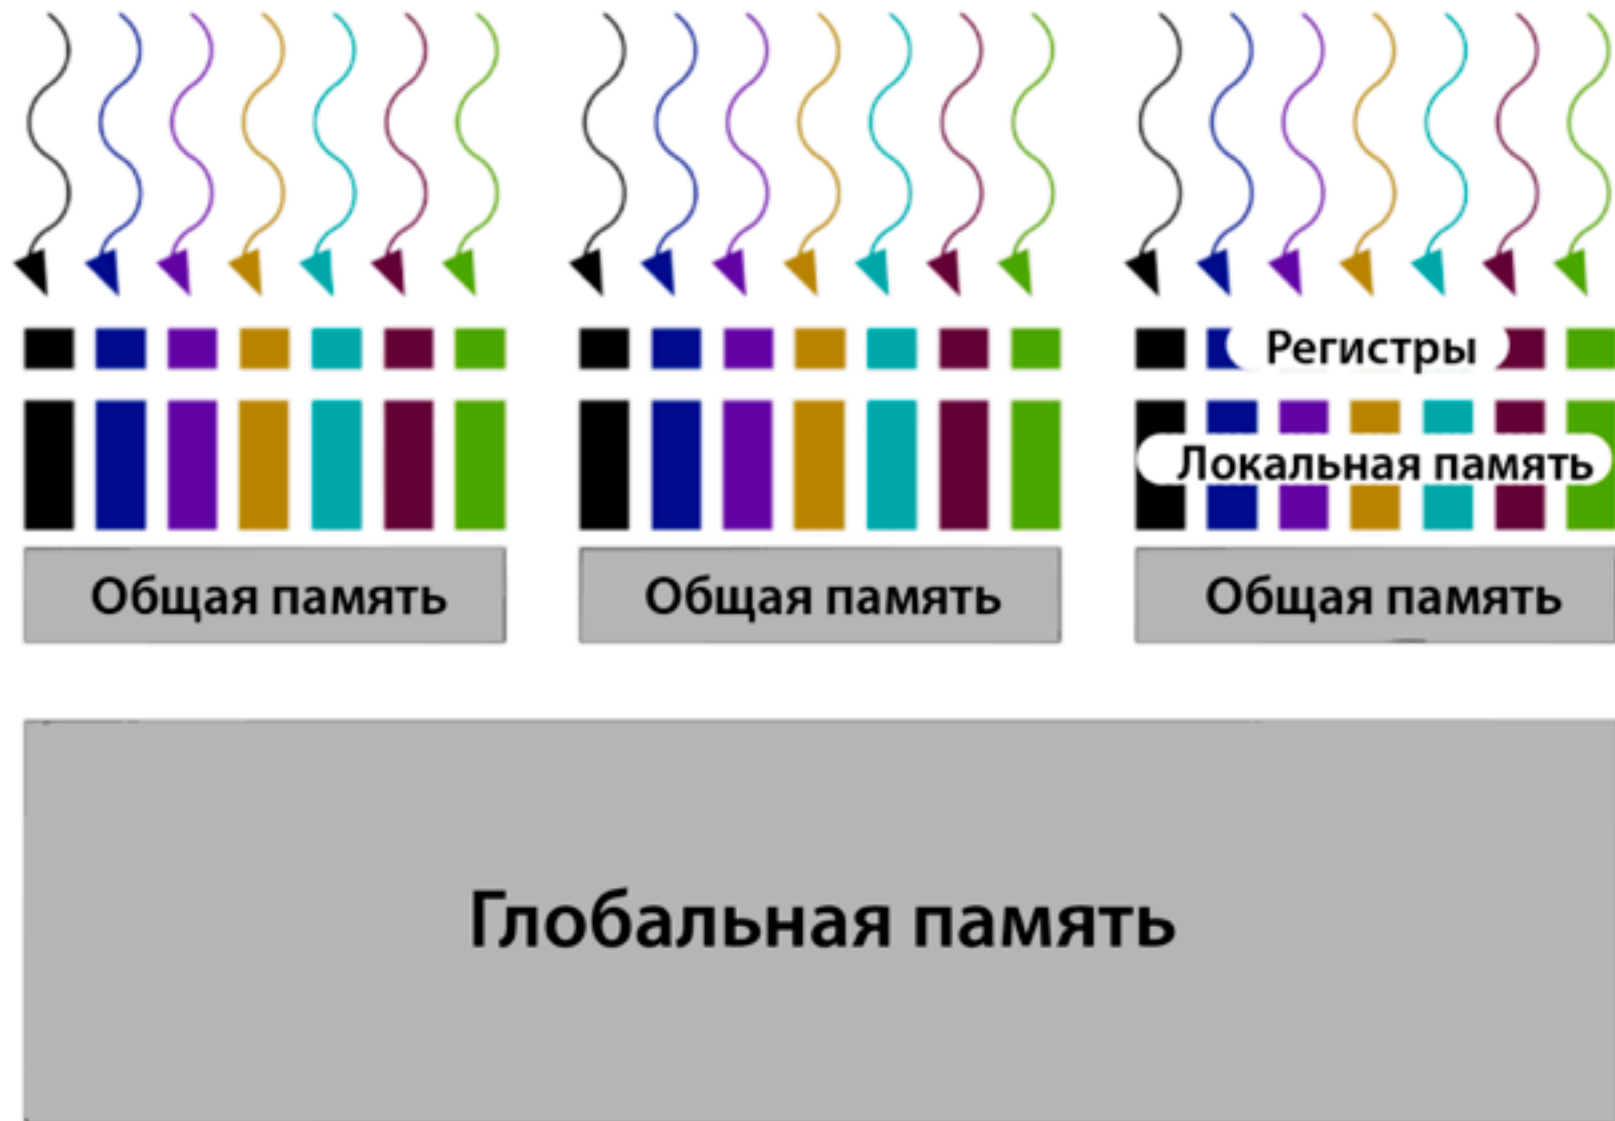 Регистры
Локальная память
Общая память
Общая память
Общая память
Глобальная память